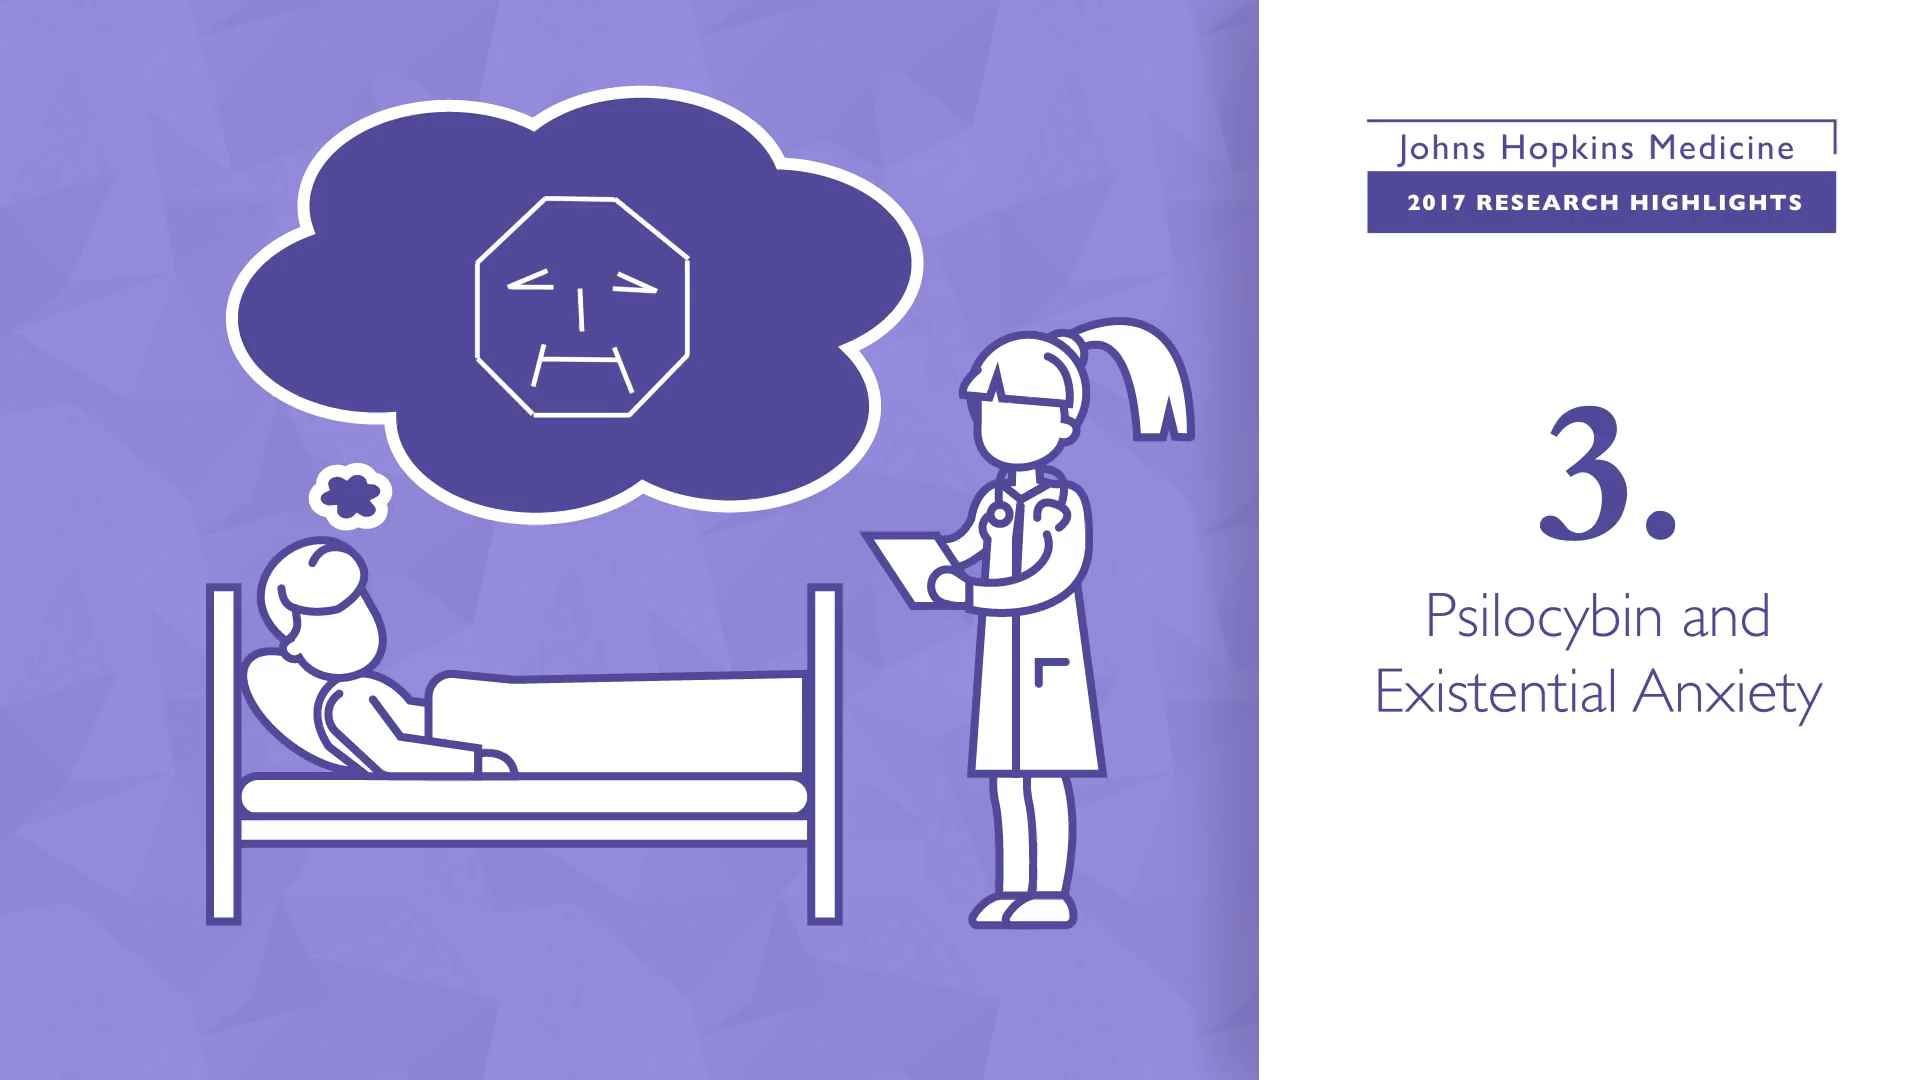 Johns Hopkins Medicine
2017 RESEARCH HIGHLIGHTS
3.
Psilocybin and
Existential Anxiety